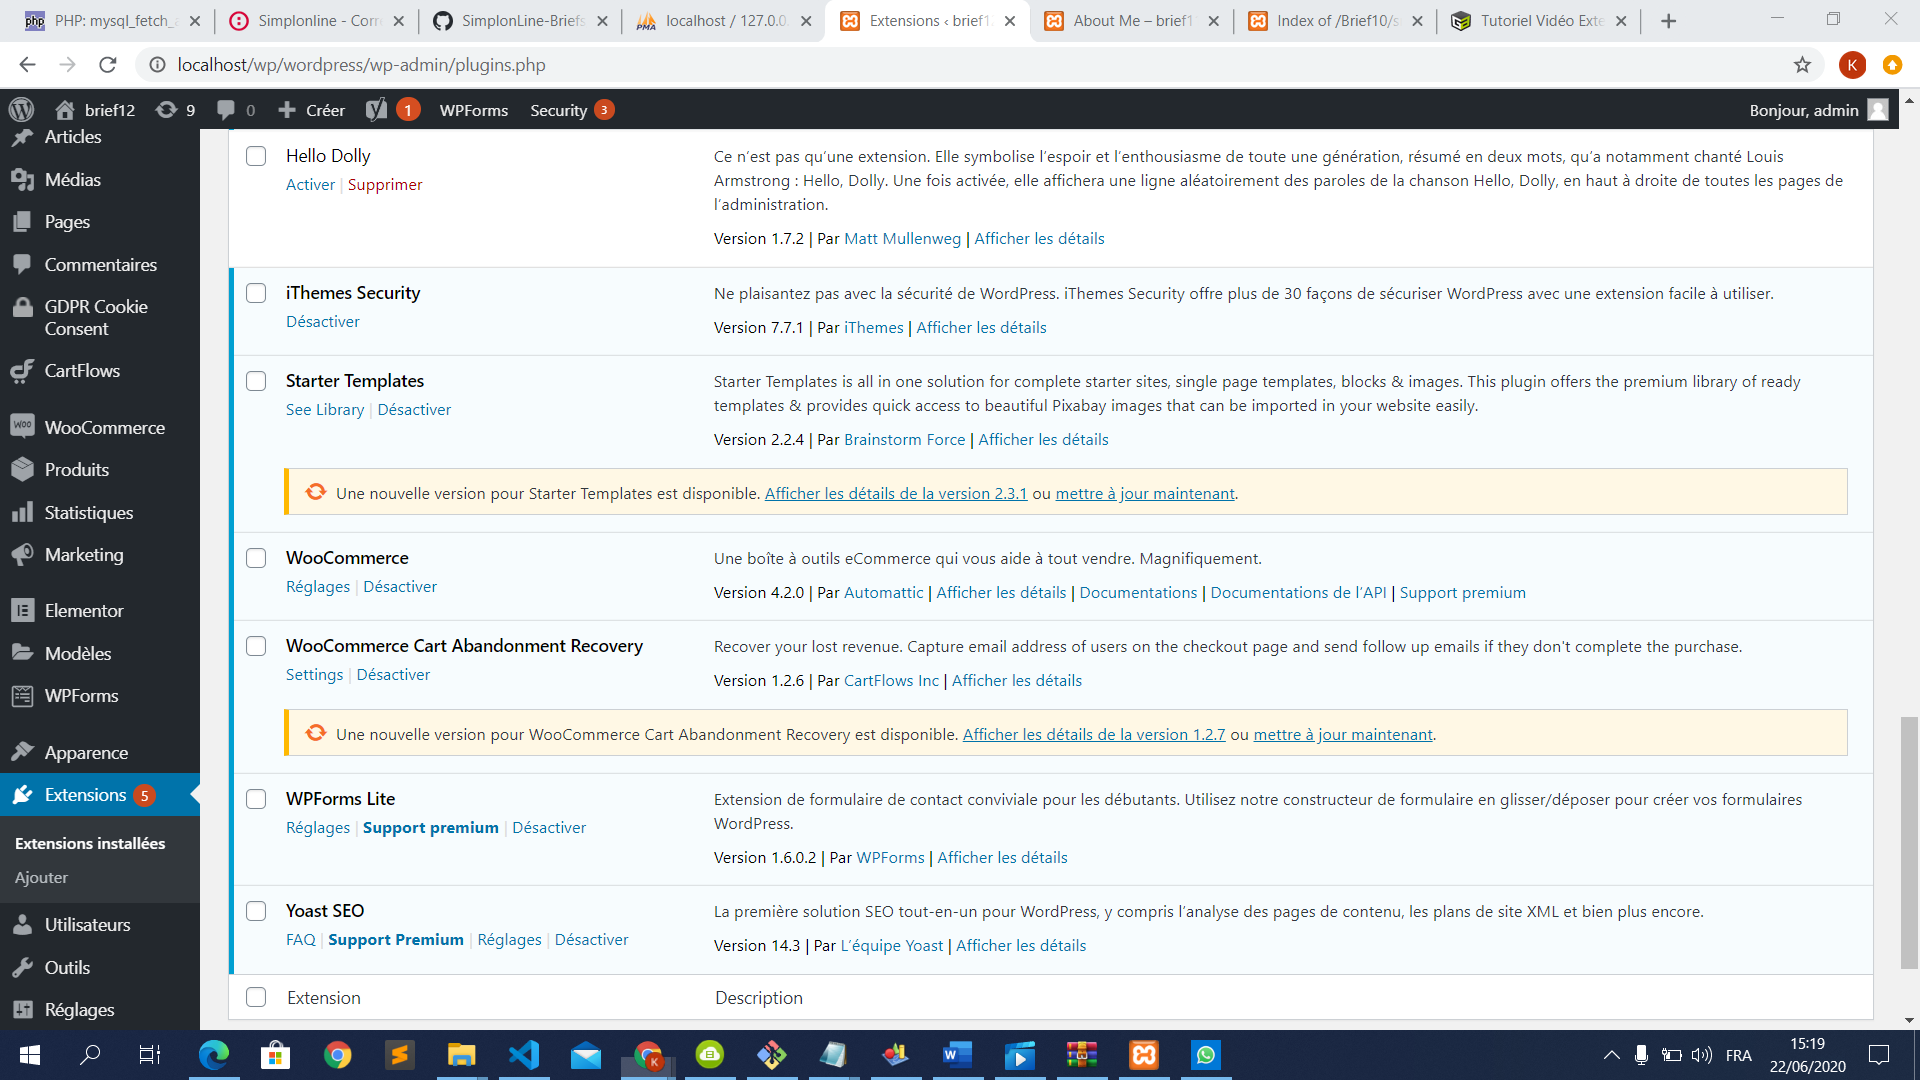 PHP: mysql_fetch_a
Simplonline - Corre
SimplonLine-Briefs
localhost / 127.0.0.
Extensions ‹ brief1
About Me – brief1
Index of /Brief10/s
Tutoriel Vidéo Exte
localhost/wp/wordpress/wp-admin/plugins.php
K
brief12 9 0 Créer 1 WPForms Security 3 Bonjour, admin
Articles
Médias
Pages
Commentaires
GDPR Cookie
Consent
CartFlows
WooCommerce
Produits
Statistiques
Marketing
Elementor
Modèles
WPForms
Apparence
Extensions 5
Extensions installées
Ajouter
Utilisateurs
Outils
Réglages
Hello Dolly
Activer | Supprimer
Ce n’est pas qu’une extension. Elle symbolise l’espoir et l’enthousiasme de toute une génération, résumé en deux mots, qu’a notamment chanté Louis
Armstrong : Hello, Dolly. Une fois activée, elle affichera une ligne aléatoirement des paroles de la chanson Hello, Dolly, en haut à droite de toutes les pages de
l’administration.
Version 1.7.2 | Par Matt Mullenweg | Afficher les détails
iThemes Security
Désactiver
Ne plaisantez pas avec la sécurité de WordPress. iThemes Security offre plus de 30 façons de sécuriser WordPress avec une extension facile à utiliser.
Version 7.7.1 | Par iThemes | Afficher les détails
Starter Templates
See Library | Désactiver
Starter Templates is all in one solution for complete starter sites, single page templates, blocks & images. This plugin offers the premium library of ready
templates & provides quick access to beautiful Pixabay images that can be imported in your website easily.
Version 2.2.4 | Par Brainstorm Force | Afficher les détails
Une nouvelle version pour Starter Templates est disponible. Afficher les détails de la version 2.3.1 ou mettre à jour maintenant.
WooCommerce
Réglages | Désactiver
Une boîte à outils eCommerce qui vous aide à tout vendre. Magnifiquement.
Version 4.2.0 | Par Automattic | Afficher les détails | Documentations | Documentations de l’API | Support premium
WooCommerce Cart Abandonment Recovery
Settings | Désactiver
Recover your lost revenue. Capture email address of users on the checkout page and send follow up emails if they don't complete the purchase.
Version 1.2.6 | Par CartFlows Inc | Afficher les détails
Une nouvelle version pour WooCommerce Cart Abandonment Recovery est disponible. Afficher les détails de la version 1.2.7 ou mettre à jour maintenant.
WPForms Lite
Réglages | Support premium | Désactiver
Extension de formulaire de contact conviviale pour les débutants. Utilisez notre constructeur de formulaire en glisser/déposer pour créer vos formulaires
WordPress.
Version 1.6.0.2 | Par WPForms | Afficher les détails
Yoast SEO
FAQ | Support Premium | Réglages | Désactiver
La première solution SEO tout-en-un pour WordPress, y compris l’analyse des pages de contenu, les plans de site XML et bien plus encore.
Version 14.3 | Par L’équipe Yoast | Afficher les détails
Extension Description
FRA
15:19
22/06/2020